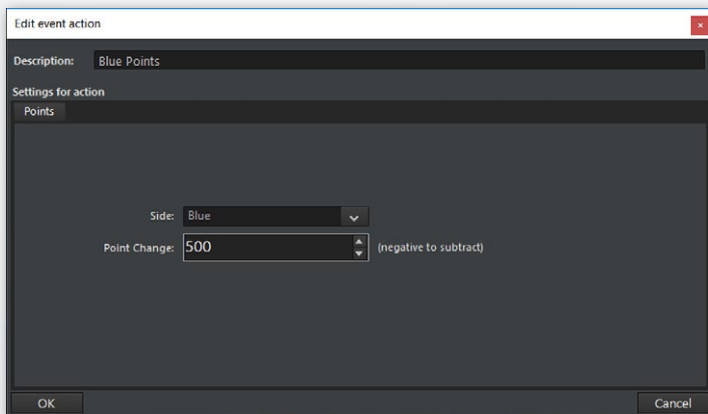 Edit event action
Description: Blue Points
Settings for action
Points
Side: Blue
Point Change: 500 (negative to subtract)
OK Cancel